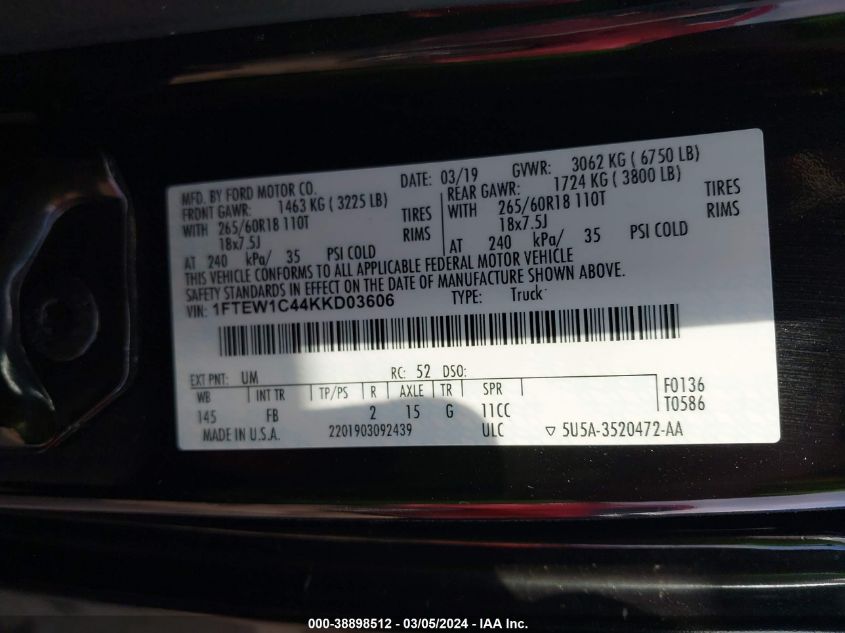 MFD. BY FORD MOTOR CO.
DATE: 03/19 GVWR: 3062 KG ( 6750 LB)
FRONT GAWR: 1463 KG ( 3225 LB)
REAR GAWR: 1724 KG ( 3800 LB)
WITH 265/60R18 110T TIRES
WITH 265/60R18 110T TIRES
18x7.5J RIMS
18x7.5J RIMS
AT 240 kPa/ 35 PSI COLD
AT 240 kPa/ 35 PSI COLD
THIS VEHICLE CONFORMS TO ALL APPLICABLE FEDERAL MOTOR VEHICLE
SAFETY STANDARDS IN EFFECT ON THE DATE OF MANUFACTURE SHOWN ABOVE.
VIN: 1FTEW1C44KKD03606 TYPE: Truck
EXT PNT: UM RC: 52 DSO:
WB INT TR TP/PS R AXLE TR SPR F0136
145 FB 2 15 G 11CC T0586
MADE IN U.S.A. 2201903092439 ULC ▽ 5U5A-3520472-AA
000-38898512 - 03/05/2024 - IAA Inc.